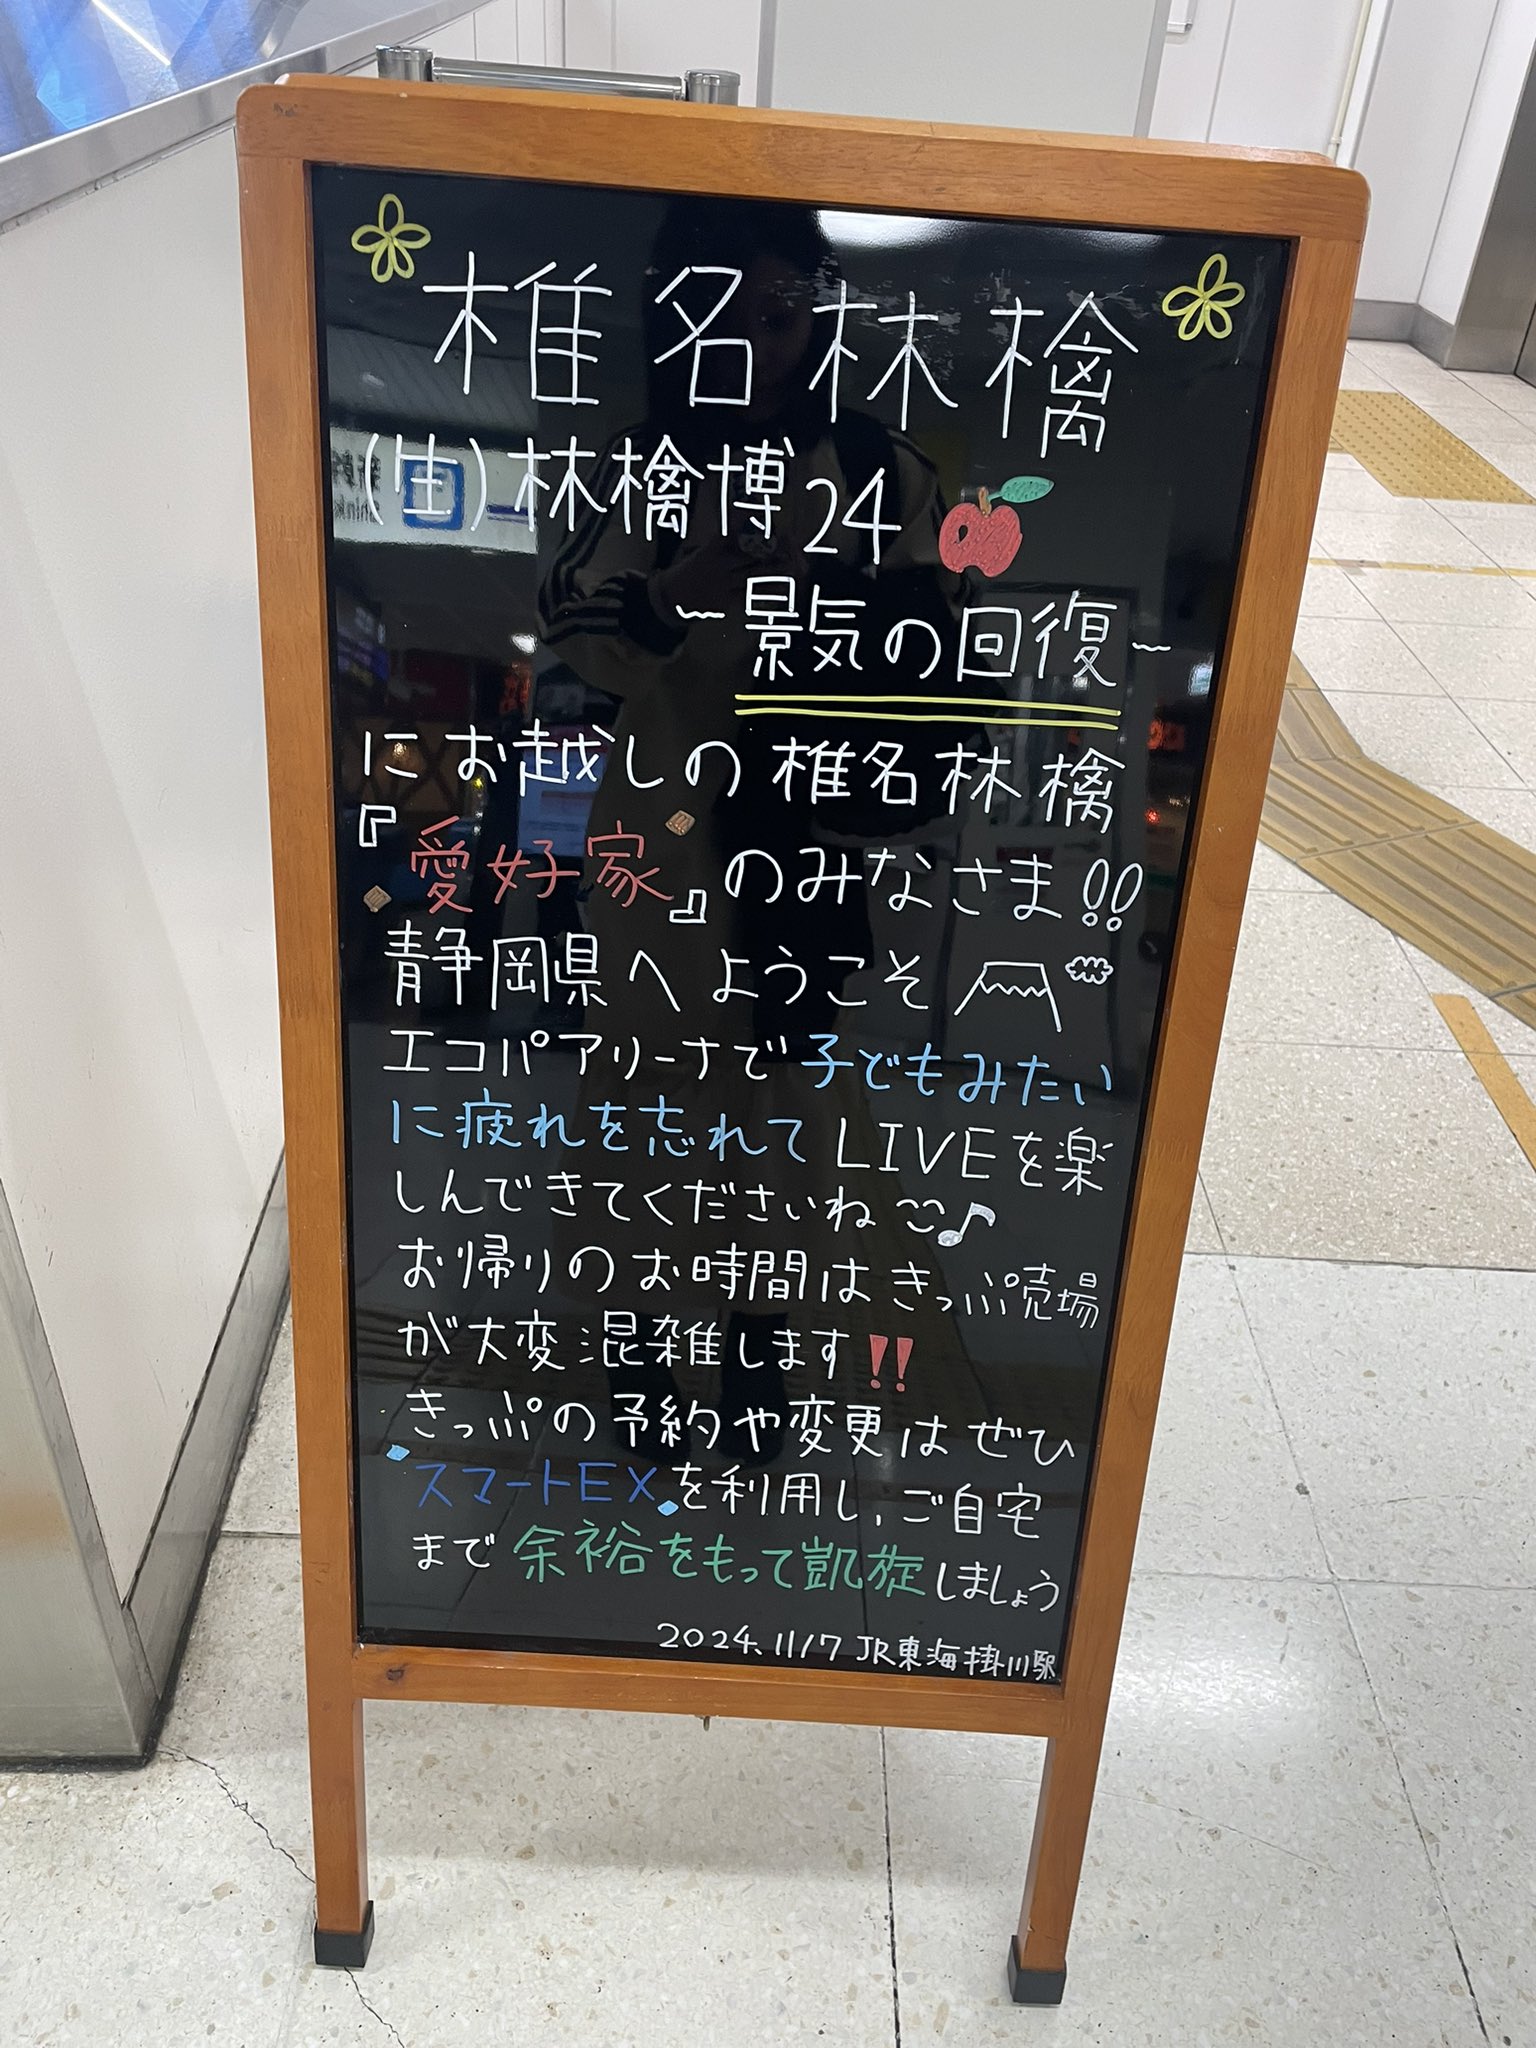 椎名林檎
(生)林檎博24
～景気の回復～
にお越しの椎名林檎
『愛好家』のみなさま!!
静岡県へようこそ
エコパアリーナで子どもみたい
に疲れを忘れてLIVEを楽
しんできてくださいね♪
お帰りのお時間はきっぷ売場
が大変混雑します!!
きっぷの予約や変更はぜひ
スマートEXを利用し、ご自宅
まで余裕をもって凱旋しましょう
2024.11/7 JR東海掛川駅